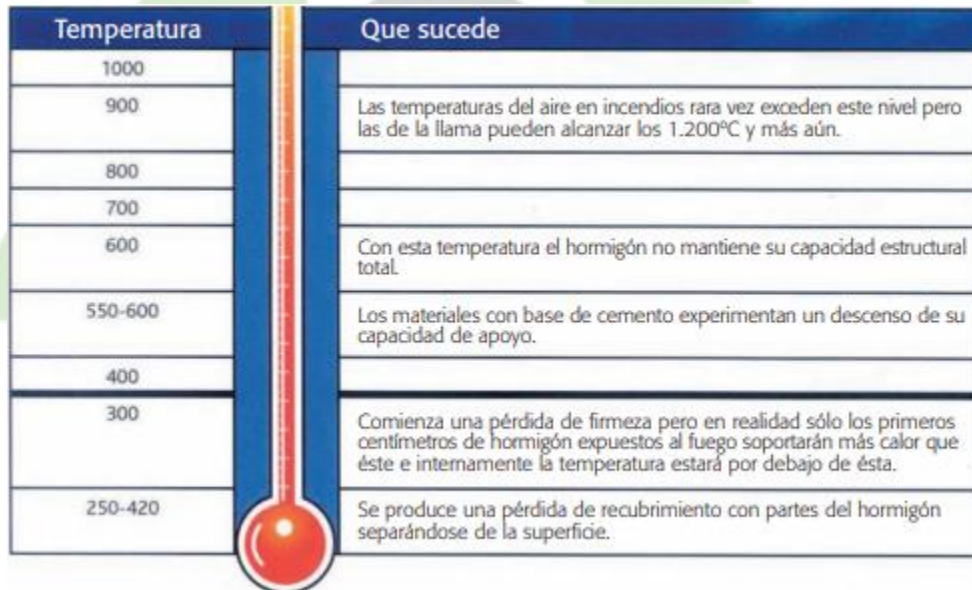 Temperatura
Que sucede
1000
900
Las temperaturas del aire en incendios rara vez exceden este nivel pero
las de la llama pueden alcanzar los 1.200ºC y más aún.
800
700
600
Con esta temperatura el hormigón no mantiene su capacidad estructural
total.
550-600
Los materiales con base de cemento experimentan un descenso de su
capacidad de apoyo.
400
300
Comienza una pérdida de firmeza pero en realidad sólo los primeros
centímetros de hormigón expuestos al fuego soportarán más calor que
éste e internamente la temperatura estará por debajo de ésta.
250-420
Se produce una pérdida de recubrimiento con partes del hormigón
separándose de la superficie.